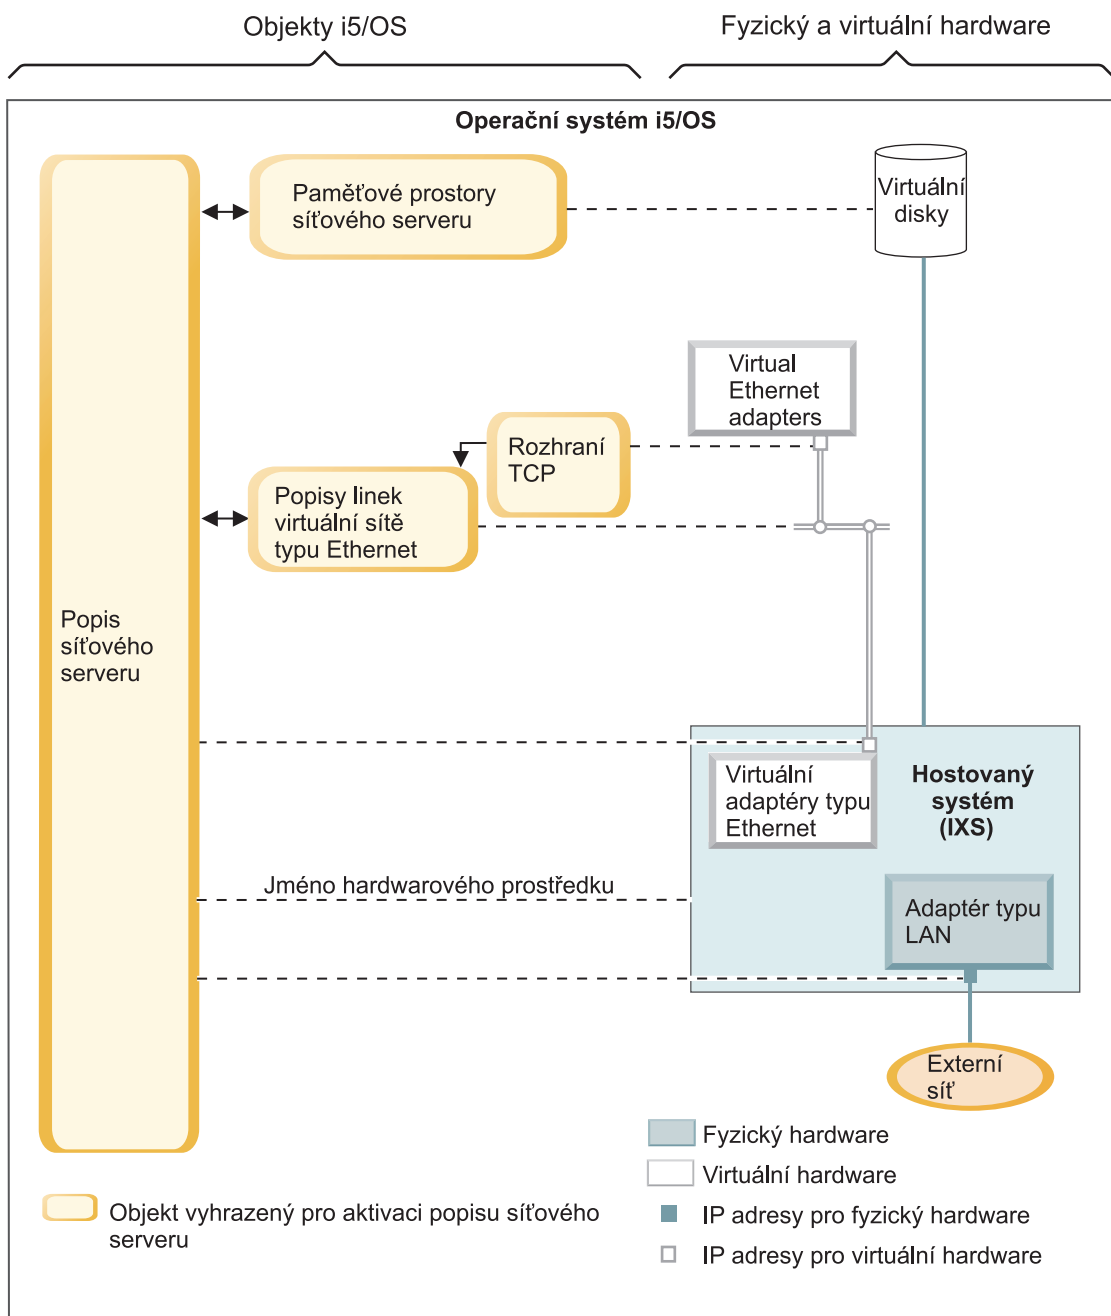 Objekty i5/OS
Fyzický a virtuální hardware
Operační systém i5/OS
Paměťové prostory
síťového serveru
Virtuální
disky
Virtual
Ethernet
adapters
Rozhraní
TCP
Popisy linek
virtuální sítě
typu Ethernet
Popis
síťového
serveru
Virtuální
adaptéry typu
Ethernet
Hostovaný
systém
(IXS)
Jméno hardwarového prostředku
Adaptér typu
LAN
Externí
síť
Fyzický hardware
Virtuální hardware
IP adresy pro fyzický hardware
IP adresy pro virtuální hardware
Objekt vyhrazený pro aktivaci popisu síťového
serveru